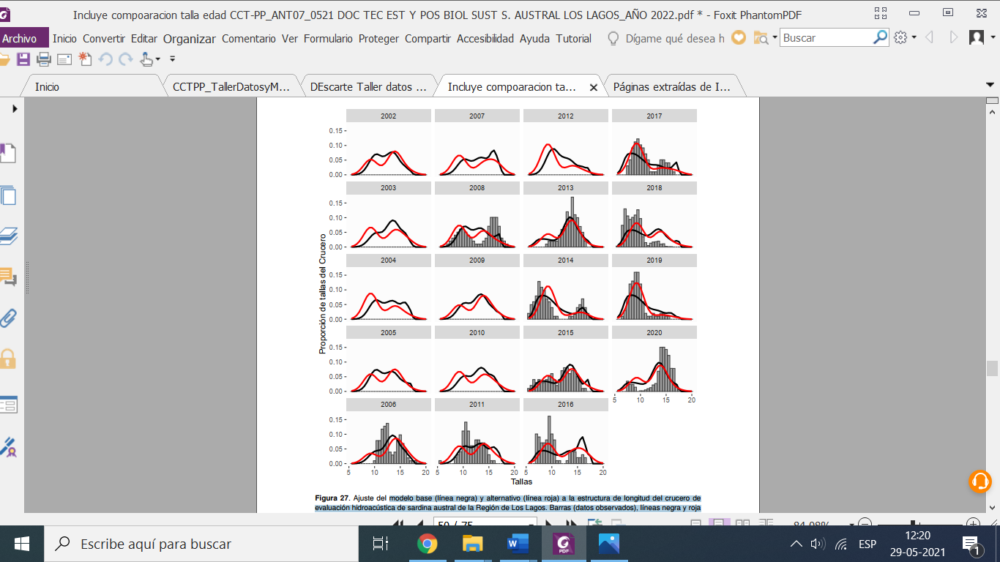 Incluye compoaracion talla edad CCT-PP_ANT07_0521 DOC TEC EST Y POS BIOL SUST S. AUSTRAL LOS LAGOS_AÑO 2022.pdf * - Foxit PhantomPDF
Archivo Inicio Convertir Editar Organizar Comentario Ver Formulario Proteger Compartir Accesibilidad Ayuda Tutorial Dígame qué desea h Buscar
Inicio CCTPP_TallerDatosyM... DEscarte Taller datos ... Incluye compoaracion ta... Páginas extraídas de I...
2002 2007 2012 2017
0.15
0.10
0.05
0.00
2003 2008 2013 2018
0.15
0.10
0.05
0.00
2004 2009 2014 2019
0.15
0.10
0.05
0.00
2005 2010 2015 2020
0.15
0.10
0.05
0.00
5 10 15 20
2006 2011 2016
0.15
0.10
0.05
0.00
5 10 15 20 5 10 15 20 5 10 15 20
Proporción de tallas del Crucero
Tallas
Figura 27. Ajuste del modelo base (línea negra) y alternativo (línea roja) a la estructura de longitud del crucero de
evaluación hidroacústica de sardina austral de la Región de Los Lagos. Barras (datos observados), líneas negra y roja
59 / 75
84.08%
Escribe aquí para buscar
PDF
ESP
12:20
29-05-2021
1